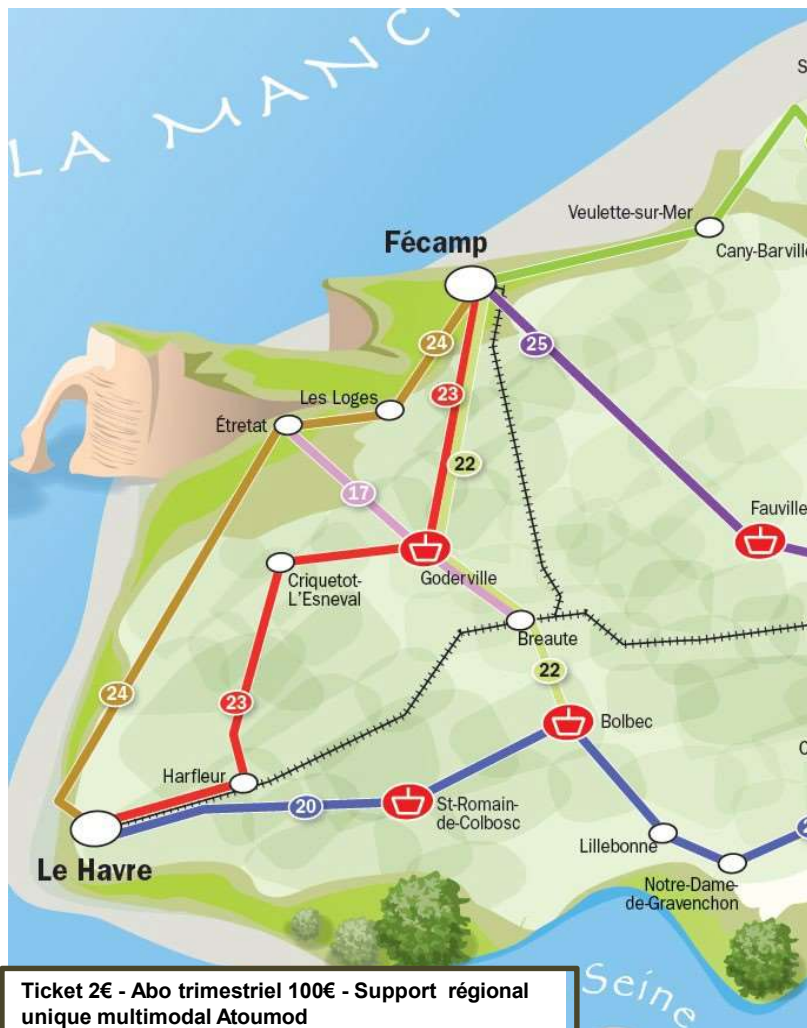 LA MANC
S
Veulette-sur-Mer
Fécamp
Cany-Barville
24
25
Les Loges
23
Étretat
22
17
Fauville
Criquetot-
L'Esneval
Goderville
Breaute
22
24
23
Bolbec
Harfleur
20
St-Romain-
de-Colbosc
Lillebonne
Le Havre
Notre-Dame-
de-Gravenchon
Seine
Ticket 2€ - Abo trimestriel 100€ - Support régional
unique multimodal Atoumod